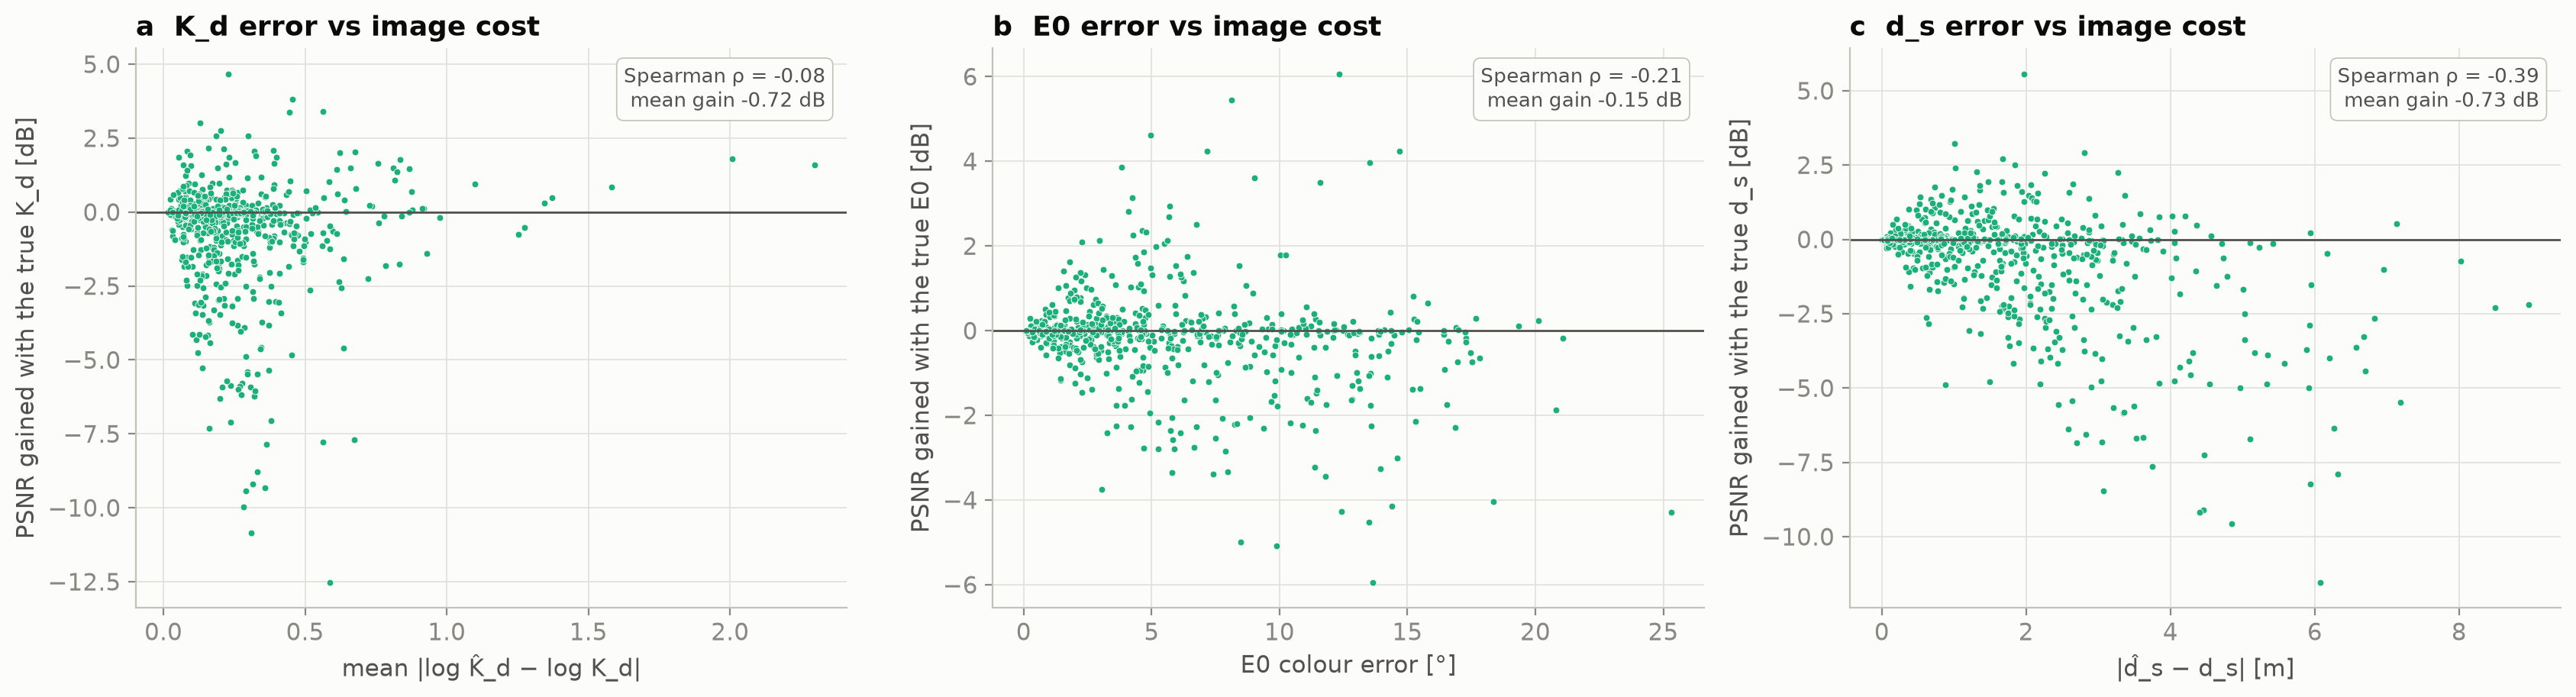 a K_d error vs image cost
Spearman ρ = -0.08
mean gain -0.72 dB
PSNR gained with the true K_d [dB]
5.0
2.5
0.0
−2.5
−5.0
−7.5
−10.0
−12.5
0.0 0.5 1.0 1.5 2.0
mean |log K̂_d − log K_d|
b E0 error vs image cost
Spearman ρ = -0.21
mean gain -0.15 dB
PSNR gained with the true E0 [dB]
6
4
2
0
−2
−4
−6
0 5 10 15 20 25
E0 colour error [°]
c d_s error vs image cost
Spearman ρ = -0.39
mean gain -0.73 dB
PSNR gained with the true d_s [dB]
5.0
2.5
0.0
−2.5
−5.0
−7.5
−10.0
0 2 4 6 8
|d̂_s − d_s| [m]